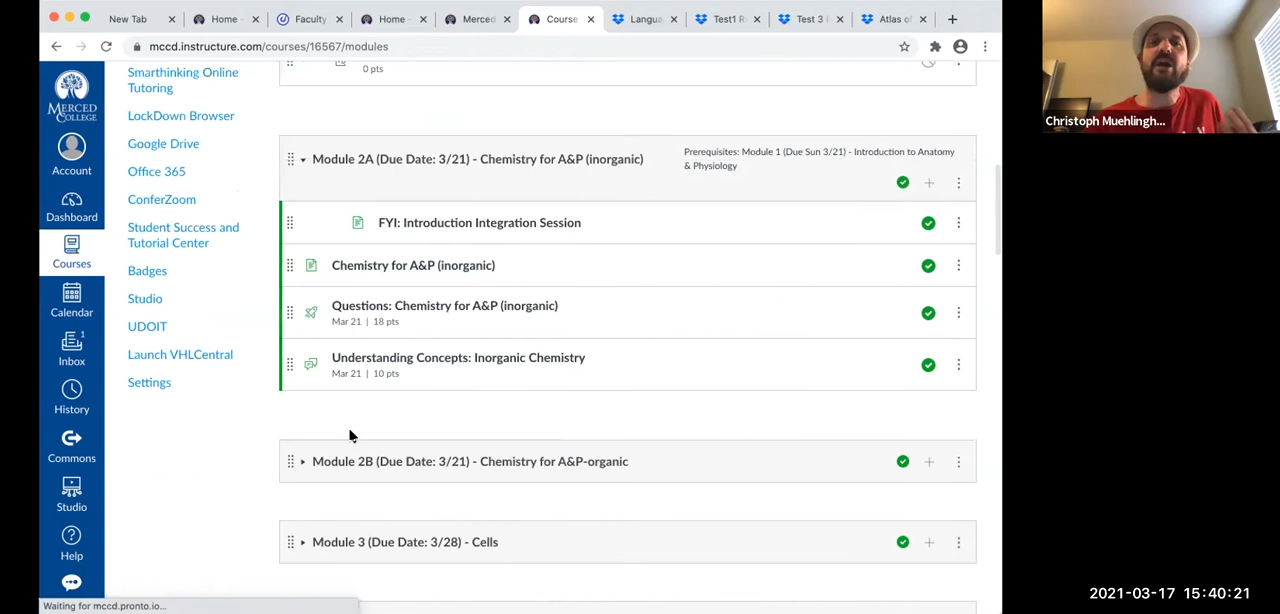 New Tab
Home -
Faculty
Home -
Merced
Course
Langua
Test1 R
Test 3
Atlas o
mccd.instructure.com/courses/16567/modules
MERCED
COLLEGE
Account
Dashboard
Courses
Calendar
1
Inbox
History
Commons
Studio
Help
Smarthinking Online
Tutoring
LockDown Browser
Google Drive
Office 365
ConferZoom
Student Success and
Tutorial Center
Badges
Studio
UDOIT
Launch VHLCentral
Settings
0 pts
Module 2A (Due Date: 3/21) - Chemistry for A&P (inorganic)
Prerequisites: Module 1 (Due Sun 3/21) - Introduction to Anatomy
& Physiology
FYI: Introduction Integration Session
Chemistry for A&P (inorganic)
Questions: Chemistry for A&P (inorganic)
Mar 21 | 18 pts
Understanding Concepts: Inorganic Chemistry
Mar 21 | 10 pts
Module 2B (Due Date: 3/21) - Chemistry for A&P-organic
Module 3 (Due Date: 3/28) - Cells
Waiting for mccd.pronto.io...
Christoph Muehlingh...
2021-03-17 15:40:21